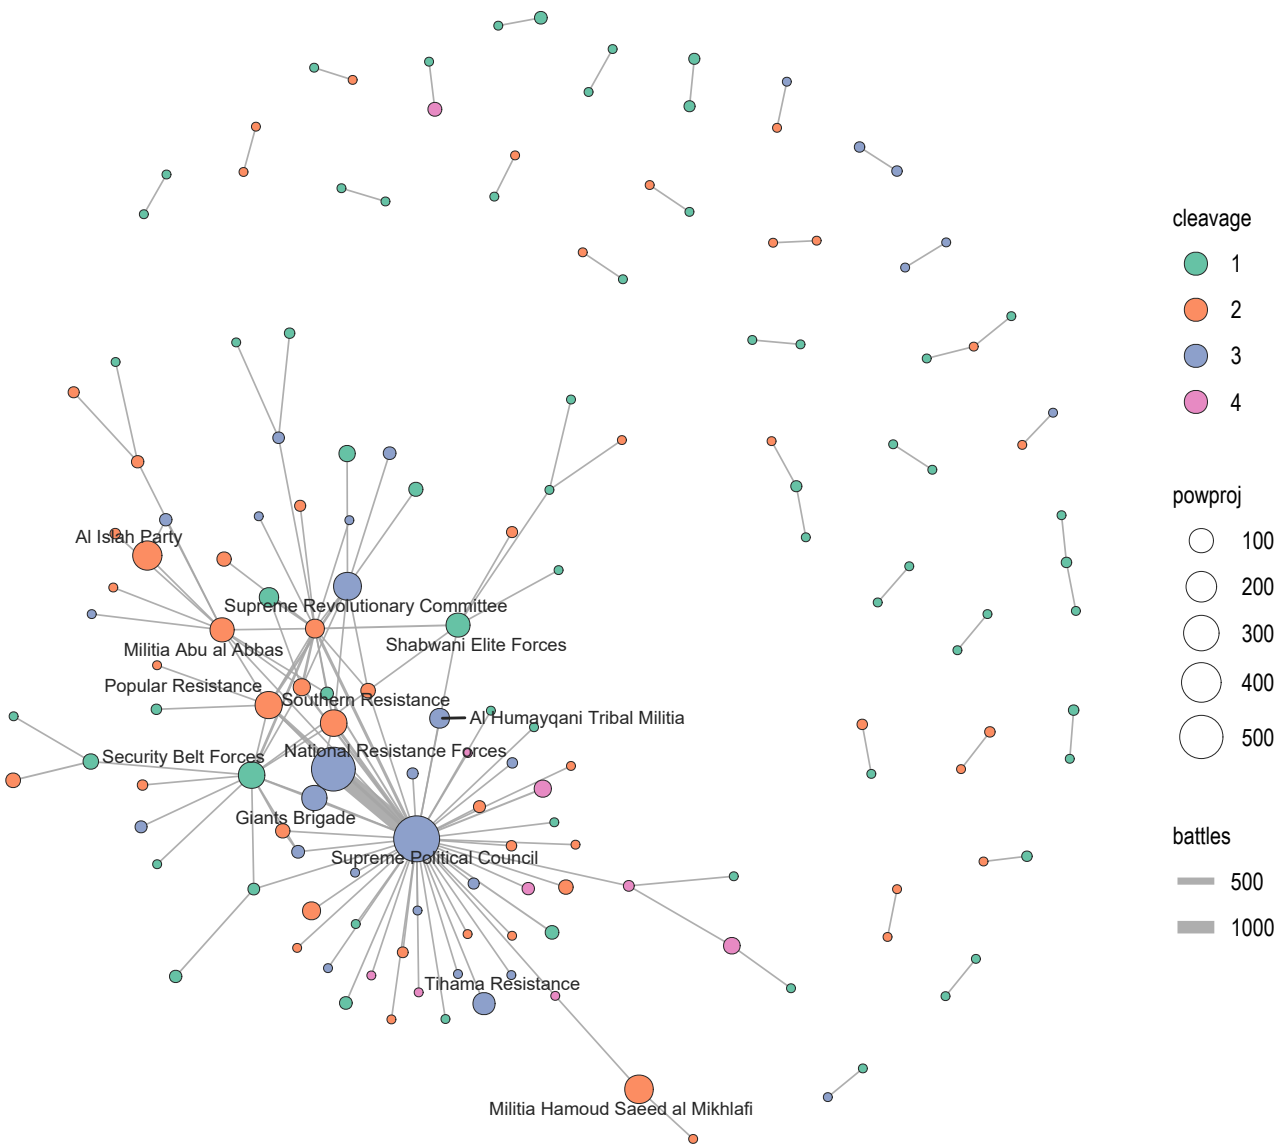 cleavage
1
2
3
4
powproj
100
200
300
400
500
battles
500
1000
Al Islah Party
Supreme Revolutionary Committee
Shabwani Elite Forces
Militia Abu al Abbas
Popular Resistance
Southern Resistance
Al Humayqani Tribal Militia
National Resistance Forces
Security Belt Forces
Giants Brigade
Supreme Political Council
Tihama Resistance
Militia Hamoud Saeed al Mikhlafi